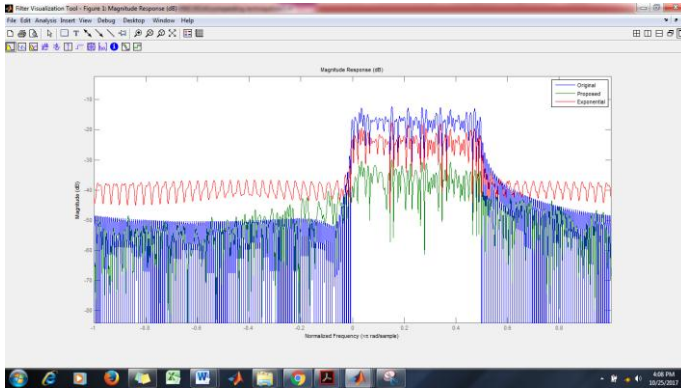 Filter Visualization Tool - Figure 1: Magnitude Response (dB)
File Edit Analysis Insert View Debug Desktop Window Help
Magnitude Response (dB)
Original
Proposed
Exponential
Magnitude (dB)
-10
-20
-30
-40
-50
-60
-70
-80
-1 -0.8 -0.6 -0.4 -0.2 0 0.2 0.4 0.6 0.8
Normalized Frequency (×π rad/sample)
4:08 PM
10/25/2017